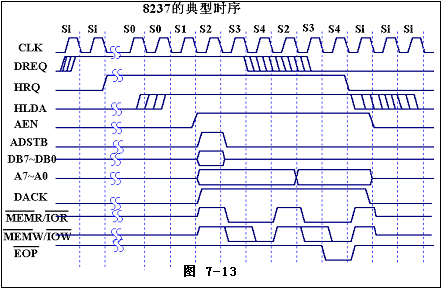 8237的典型时序
Si Si S0 S0 S1 S2 S3 S4 S2 S3 S4 Si Si Si
CLK
DREQ
HRQ
HLDA
AEN
ADSTB
DB7~DB0
A7~A0
DACK
MEMR/IOR
MEMW/IOW
EOP
图 7-13